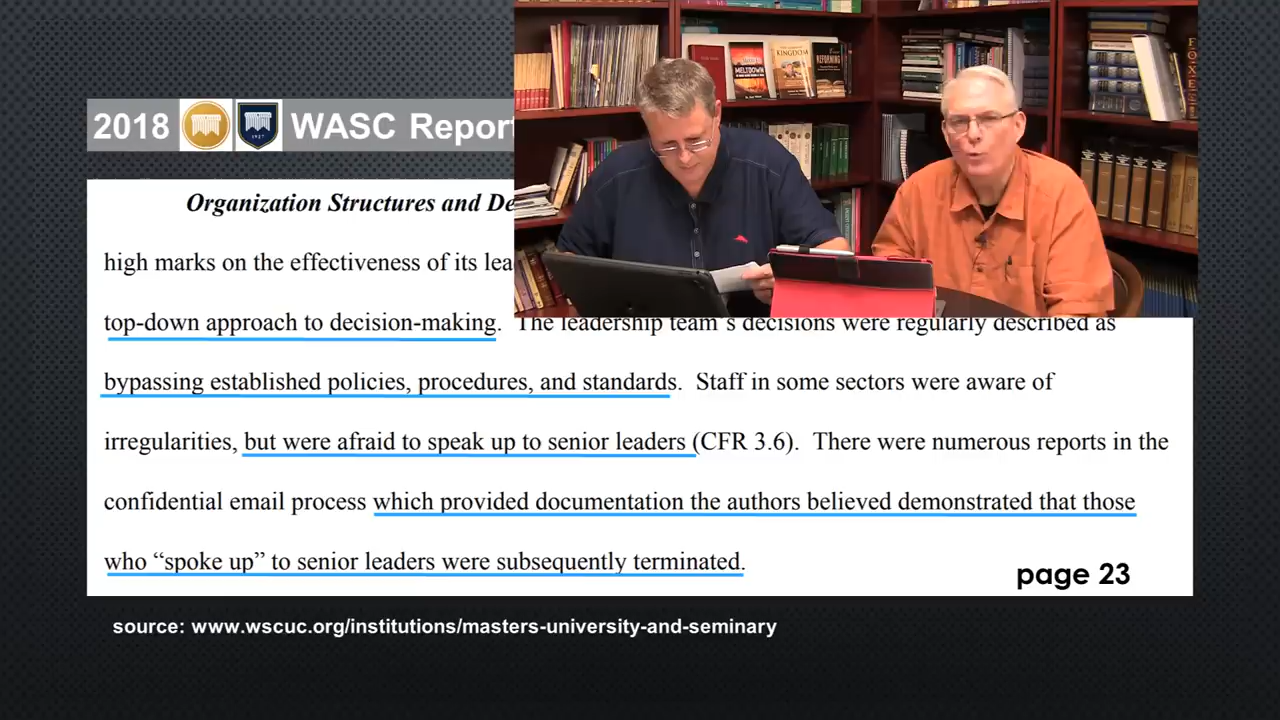 2018 WASC Report
MELTDOWN
KINGDOM
REFORMING
Organization Structures and De
high marks on the effectiveness of its lea
top-down approach to decision-making. The leadership team's decisions were regularly described as
bypassing established policies, procedures, and standards. Staff in some sectors were aware of
irregularities, but were afraid to speak up to senior leaders (CFR 3.6). There were numerous reports in the
confidential email process which provided documentation the authors believed demonstrated that those
who “spoke up” to senior leaders were subsequently terminated.
page 23
source: www.wscuc.org/institutions/masters-university-and-seminary